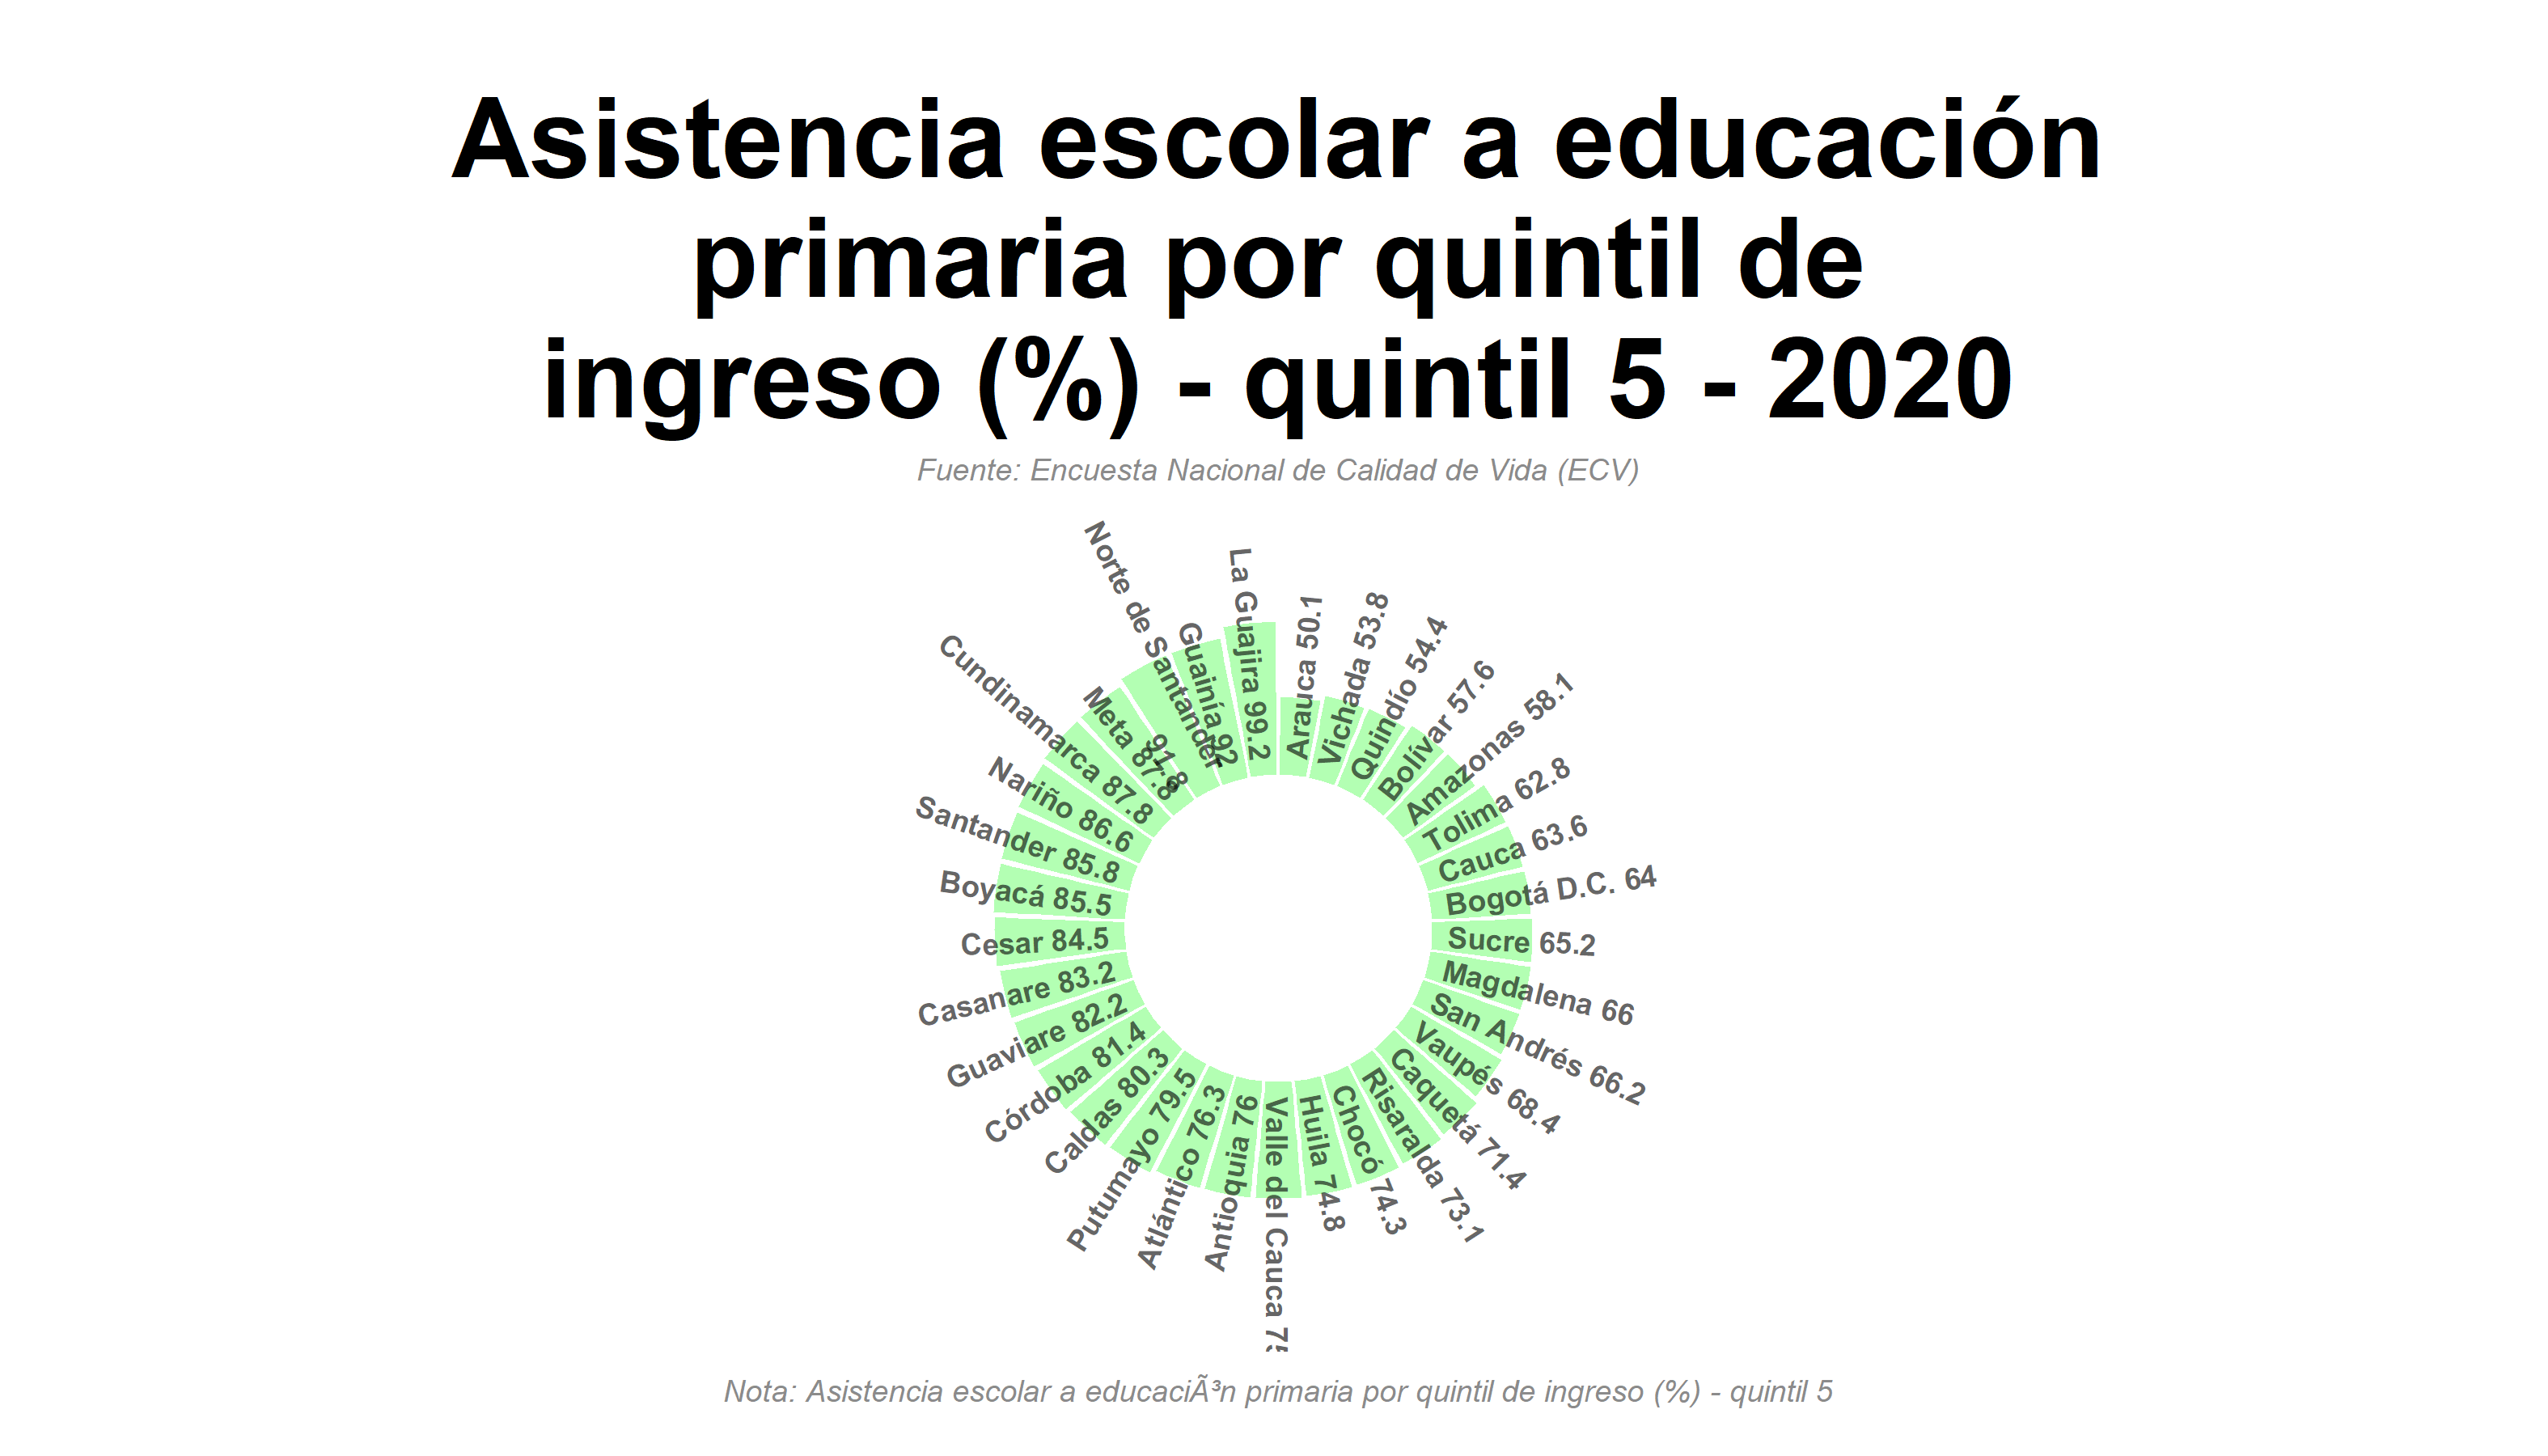 Asistencia escolar a educación
primaria por quintil de
ingreso (%) - quintil 5 - 2020
Fuente: Encuesta Nacional de Calidad de Vida (ECV)
Arauca 50.1
Vichada 53.8
Quindío 54.4
Bolívar 57.6
Amazonas 58.1
Tolima 62.8
Cauca 63.6
Bogotá D.C. 64
Sucre 65.2
Magdalena 66
San Andrés 66.2
Vaupés 68.4
Caquetá 71.4
Risaralda 73.1
Chocó 74.3
Huila 74.8
Valle del Cauca
Antioquia 76
Atlántico 76.3
Putumayo 79.5
Caldas 80.3
Córdoba 81.4
Guaviare 82.2
Casanare 83.2
Cesar 84.5
Boyacá 85.5
Santander 85.8
Nariño 86.6
Cundinamarca 87.8
Meta 87.8
Norte de Santander
91.8
Guainía 92
La Guajira 99.2
Nota: Asistencia escolar a educaciÃ³n primaria por quintil de ingreso (%) - quintil 5